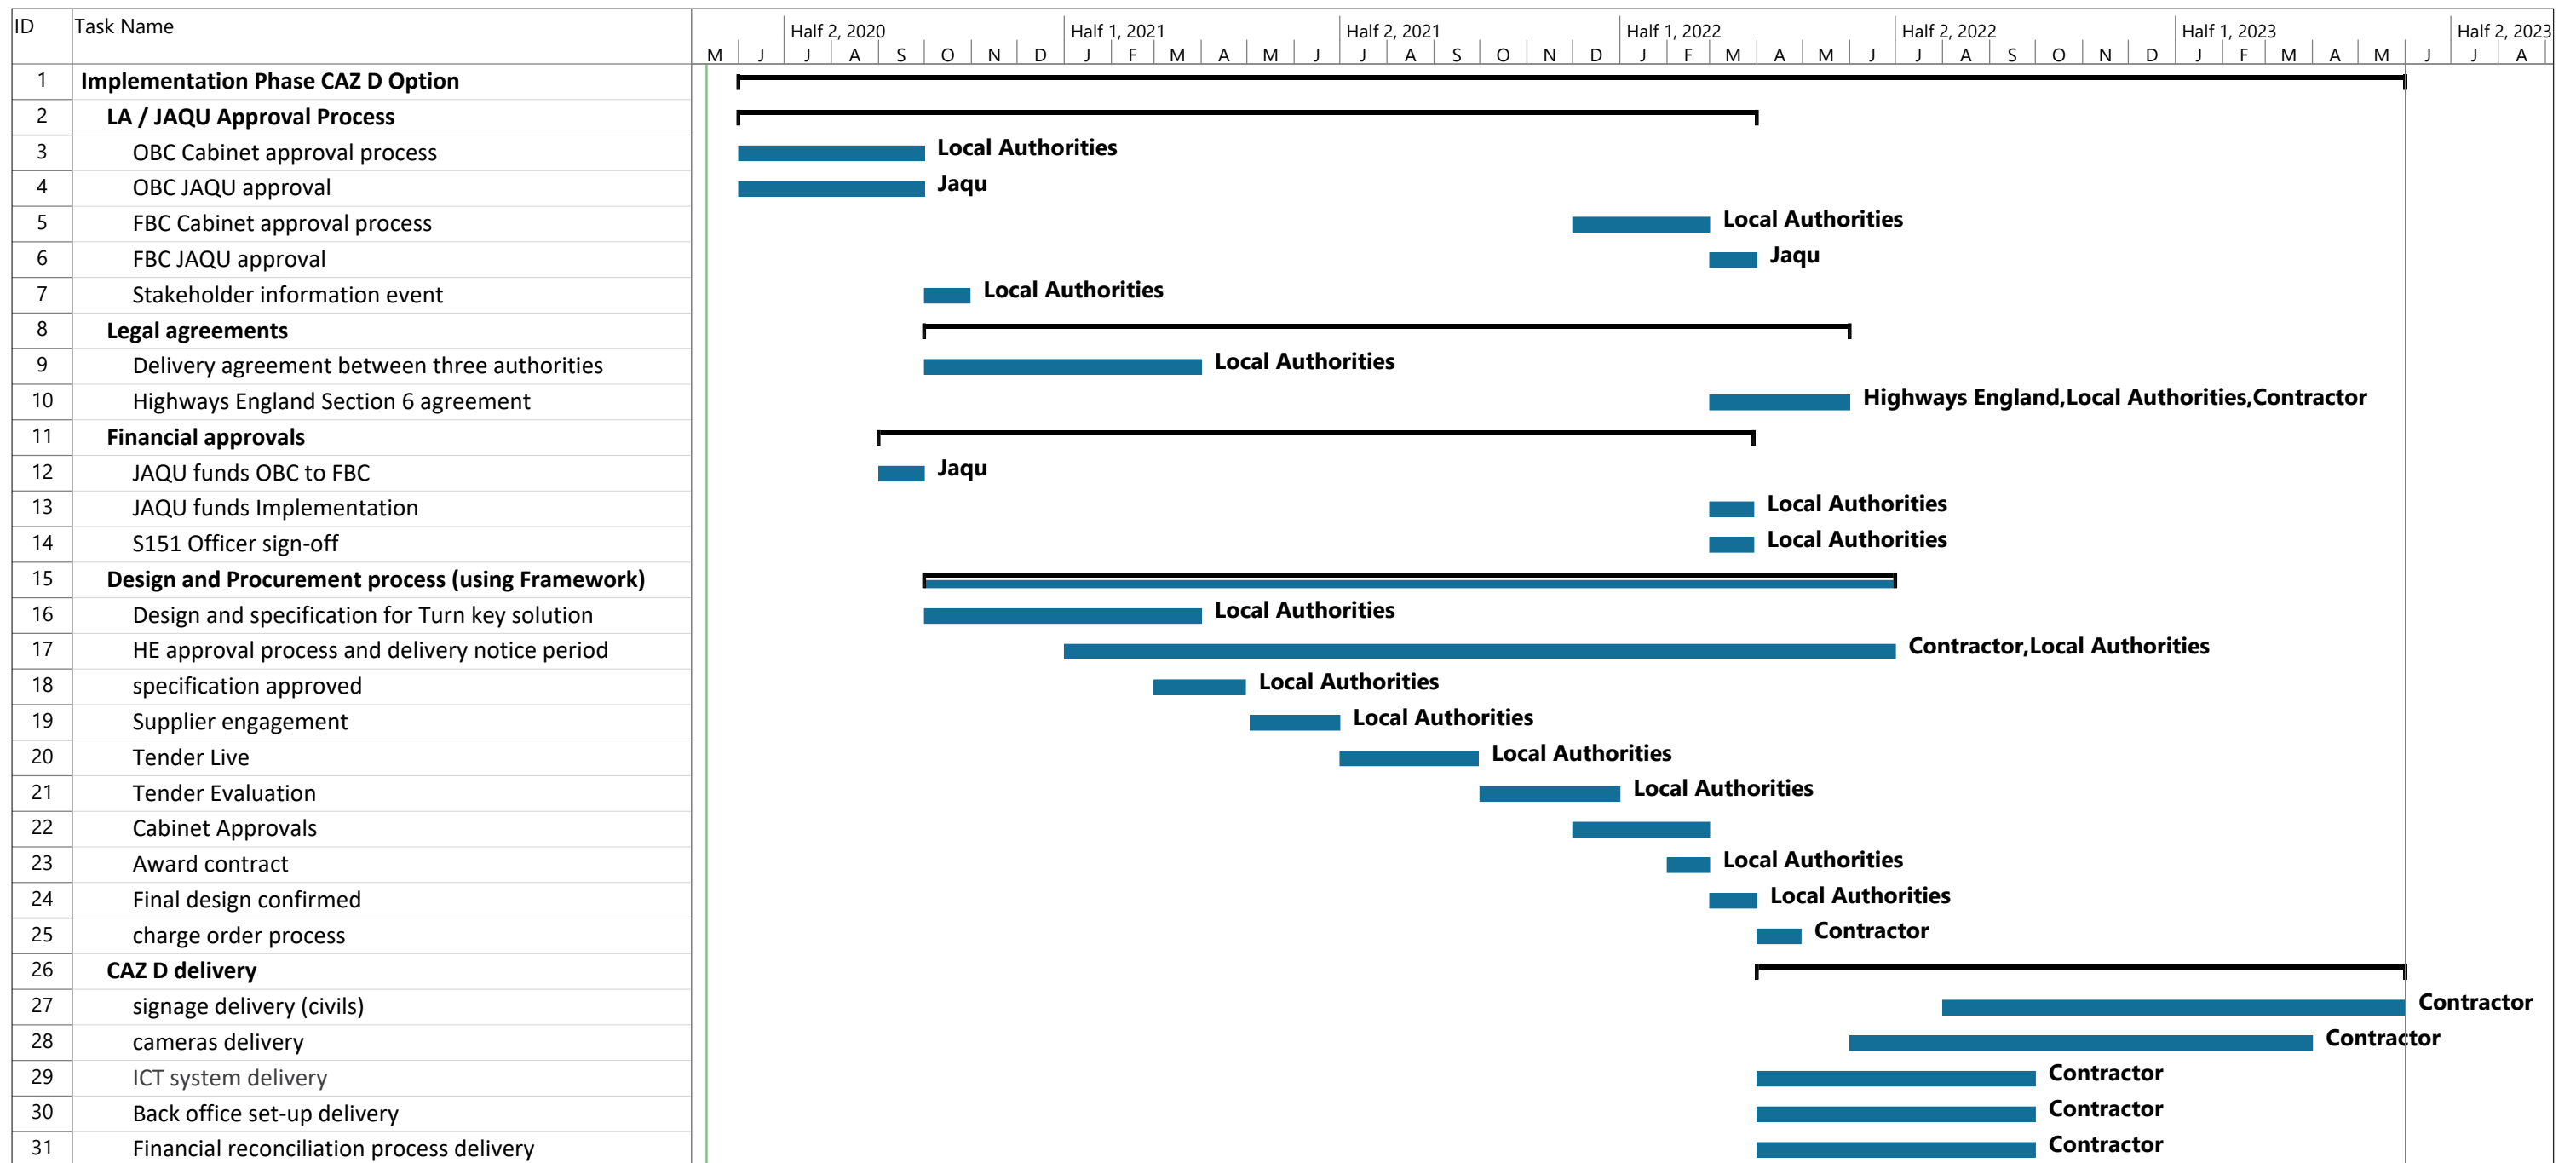 ID Task Name
Half 2, 2020 Half 1, 2021 Half 2, 2021 Half 1, 2022 Half 2, 2022 Half 1, 2023 Half 2, 2023
M J J A S O N D J F M A M J J A S O N D J F M A M J J A S O N D J F M A M J J A
1 Implementation Phase CAZ D Option
2 LA / JAQU Approval Process
3 OBC Cabinet approval process Local Authorities
4 OBC JAQU approval Jaqu
5 FBC Cabinet approval process Local Authorities
6 FBC JAQU approval Jaqu
7 Stakeholder information event Local Authorities
8 Legal agreements
9 Delivery agreement between three authorities Local Authorities
10 Highways England Section 6 agreement Highways England,Local Authorities,Contractor
11 Financial approvals
12 JAQU funds OBC to FBC Jaqu
13 JAQU funds Implementation Local Authorities
14 S151 Officer sign-off Local Authorities
15 Design and Procurement process (using Framework)
16 Design and specification for Turn key solution Local Authorities
17 HE approval process and delivery notice period Contractor,Local Authorities
18 specification approved Local Authorities
19 Supplier engagement Local Authorities
20 Tender Live Local Authorities
21 Tender Evaluation Local Authorities
22 Cabinet Approvals
23 Award contract Local Authorities
24 Final design confirmed Local Authorities
25 charge order process Contractor
26 CAZ D delivery
27 signage delivery (civils) Contractor
28 cameras delivery Contractor
29 ICT system delivery Contractor
30 Back office set-up delivery Contractor
31 Financial reconciliation process delivery Contractor